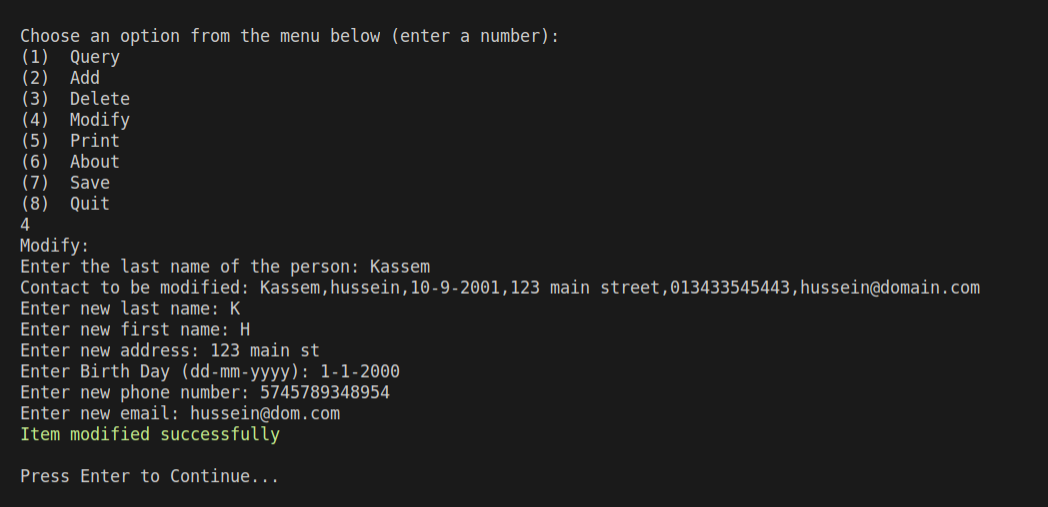 Choose an option from the menu below (enter a number):
(1)  Query
(2)  Add
(3)  Delete
(4)  Modify
(5)  Print
(6)  About
(7)  Save
(8)  Quit
4
Modify:
Enter the last name of the person: Kassem
Contact to be modified: Kassem,hussein,10-9-2001,123 main street,013433545443,hussein@domain.com
Enter new last name: K
Enter new first name: H
Enter new address: 123 main st
Enter Birth Day (dd-mm-yyyy): 1-1-2000
Enter new phone number: 5745789348954
Enter new email: hussein@dom.com
Item modified successfully
Press Enter to Continue...